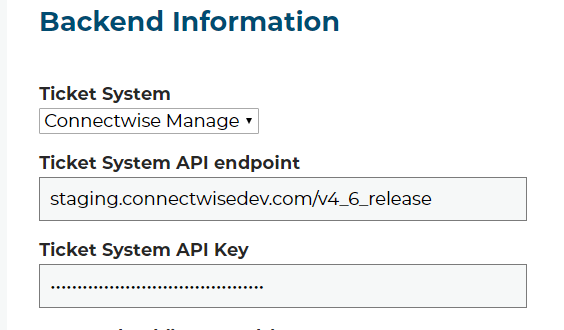 Backend Information
Ticket System
Connectwise Manage
Ticket System API endpoint
staging.connectwisedev.com/v4_6_release
Ticket System API Key